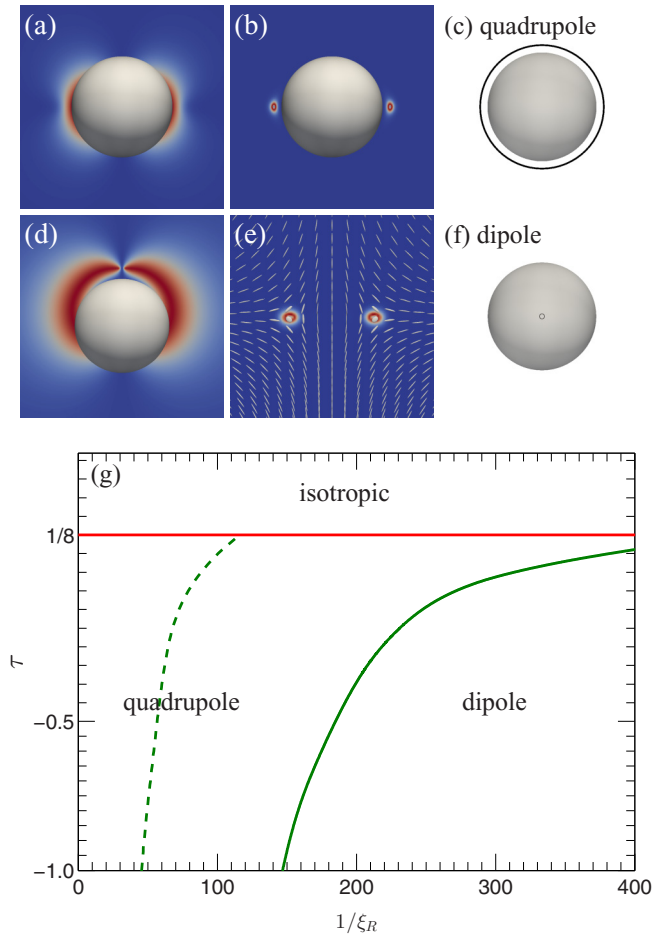 (a)
(b)
(c) quadrupole
(d)
(e)
(f) dipole
(g)
isotropic
1/8
τ
quadrupole
dipole
−0.5
−1.0
0
100
200
300
400
1/ξ_R